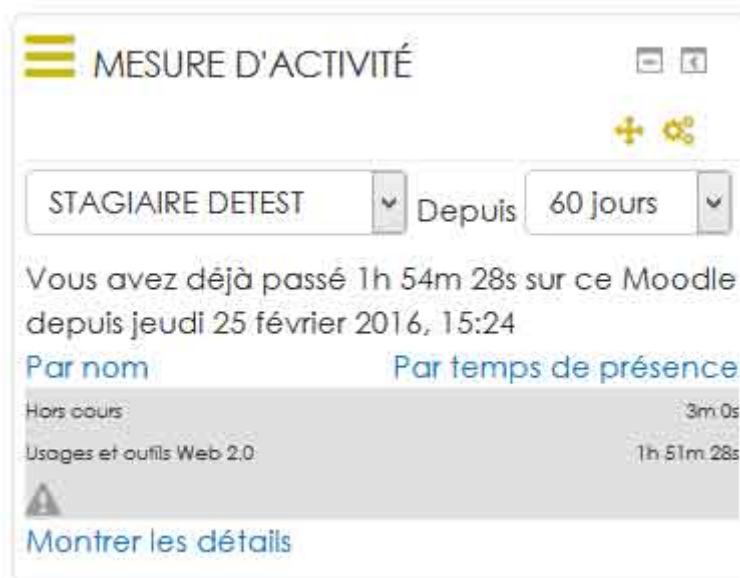 MESURE D'ACTIVITÉ
STAGIAIRE DETEST Depuis 60 jours
Vous avez déjà passé 1h 54m 28s sur ce Moodle
depuis jeudi 25 février 2016, 15:24
Par nom Par temps de présence
Hors cours 3m 0s
Usages et outils Web 2.0 1h 51m 28s
Montrer les détails